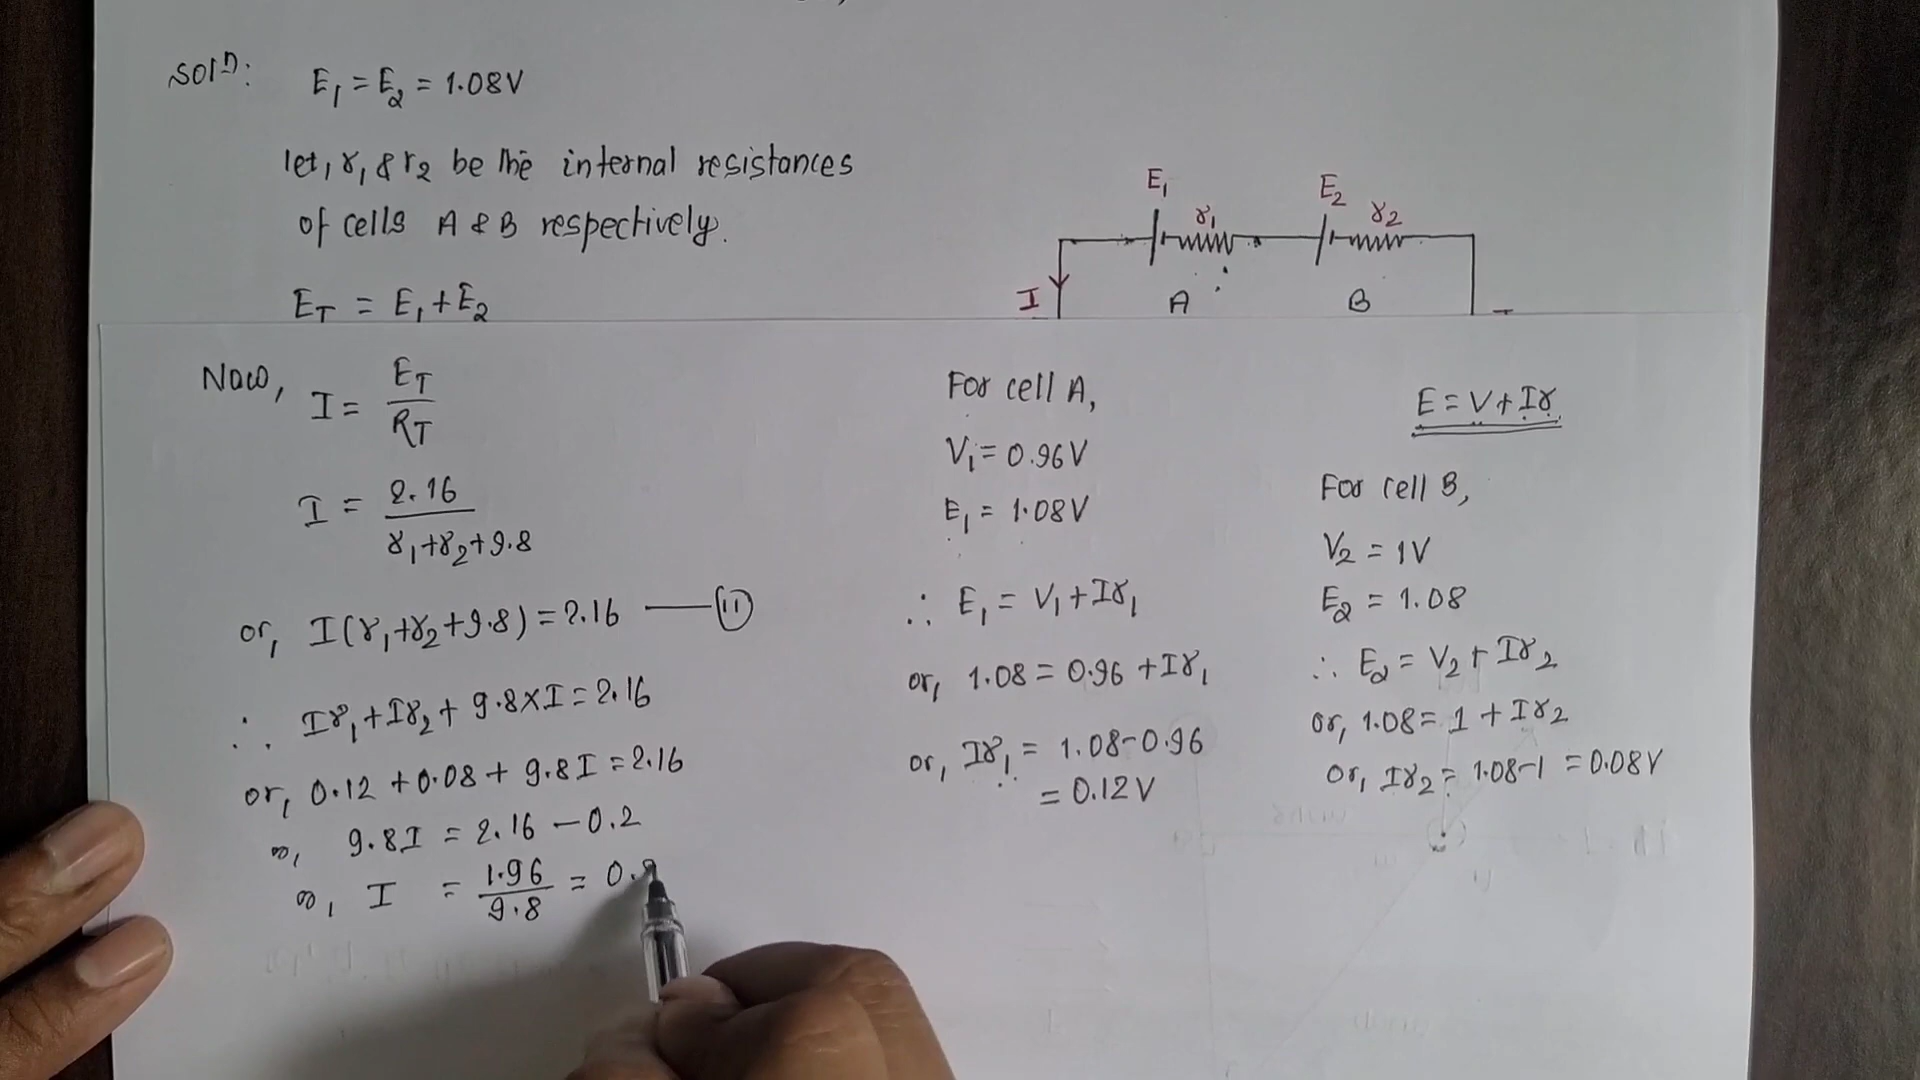 Solⁿ:
E₁ = E₂ = 1.08V
let, r₁ & r₂ be the internal resistances
of cells A & B respectively.
E_T = E₁ + E₂
E₁
r₁
E₂
r₂
I
A
B
Now,
I = E_T / R_T
I = 2.16 / r₁+r₂+9.8
or, I(r₁+r₂+9.8) = 2.16 —— (11)
∴ Ir₁ + Ir₂ + 9.8×I = 2.16
or, 0.12 + 0.08 + 9.8I = 2.16
or, 9.8I = 2.16 – 0.2
or, I = 1.96 / 9.8 = 0.
For cell A,
V₁ = 0.96V
E₁ = 1.08V
∴ E₁ = V₁ + Ir₁
or, 1.08 = 0.96 + Ir₁
or, Ir₁ = 1.08 - 0.96
= 0.12V
E = V + Ir
For cell B,
V₂ = 1V
E₂ = 1.08
∴ E₂ = V₂ + Ir₂
or, 1.08 = 1 + Ir₂
or, Ir₂ = 1.08 - 1 = 0.08V